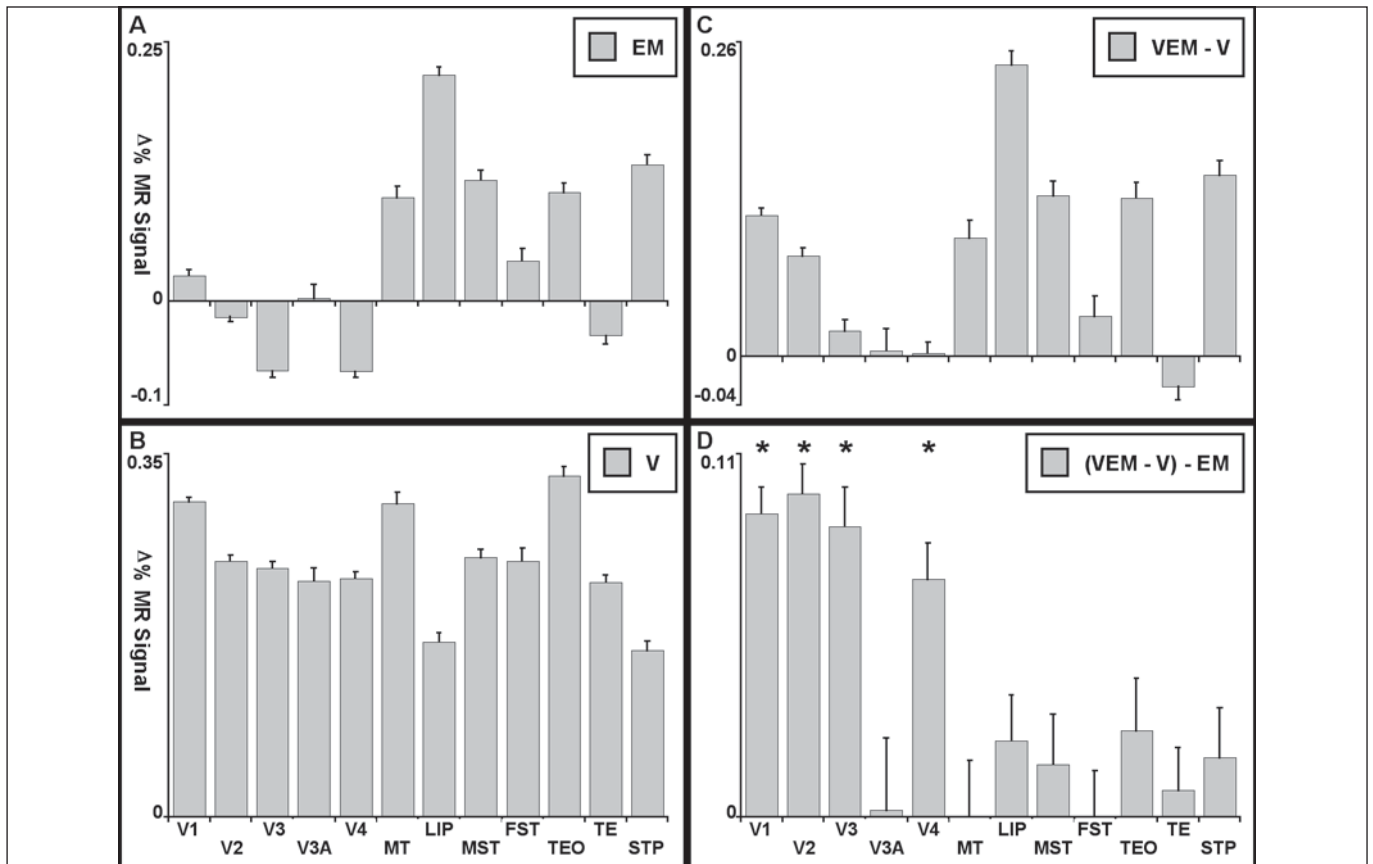 A
EM
0.25
Δ% MR Signal
0
-0.1
C
VEM - V
0.26
0
-0.04
B
V
0.35
Δ% MR Signal
0
V1 V3 V4 LIP FST TE
V2 V3A MT MST TEO STP
D
* * * *
(VEM - V) - EM
0.11
0
V1 V3 V4 LIP FST TE
V2 V3A MT MST TEO STP